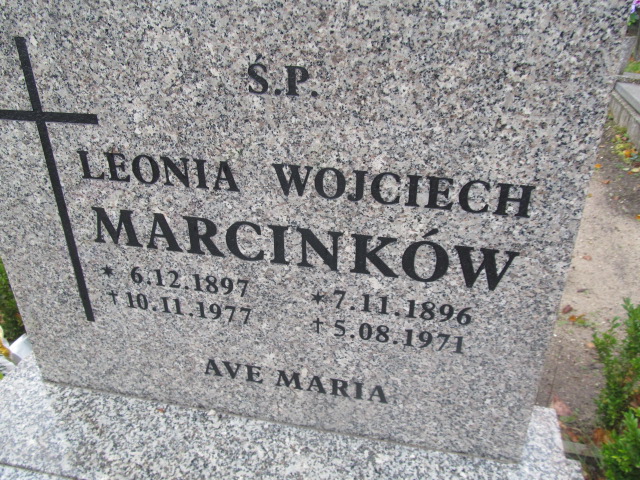 Ś.P.
LEONIA WOJCIECH
MARCINKÓW
* 6.12.1897 * 7.11.1896
† 10.11.1977 † 5.08.1971
AVE MARIA